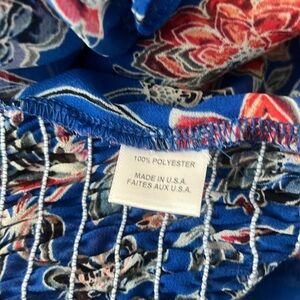 100% POLYESTER
MADE IN U.S.A.
FAITES AUX U.S.A.